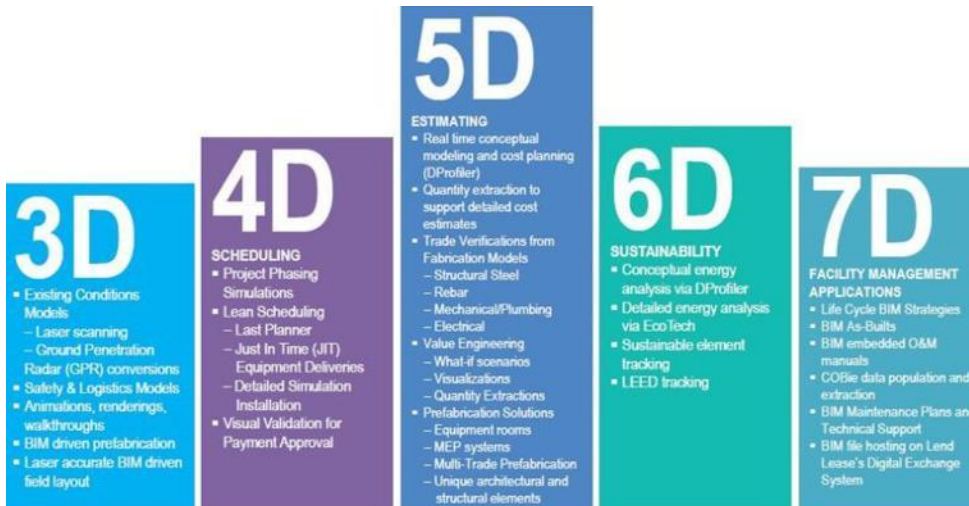 3D
▪ Existing Conditions
Models
– Laser scanning
– Ground Penetration
Radar (GPR) conversions
▪ Safety & Logistics Models
▪ Animations, renderings,
walkthroughs
▪ BIM driven prefabrication
▪ Laser accurate BIM driven
field layout
4D
SCHEDULING
▪ Project Phasing
Simulations
▪ Lean Scheduling
– Last Planner
– Just In Time (JIT)
Equipment Deliveries
– Detailed Simulation
Installation
▪ Visual Validation for
Payment Approval
5D
ESTIMATING
▪ Real time conceptual
modeling and cost planning
(DProfiler)
▪ Quantity extraction to
support detailed cost
estimates
▪ Trade Verifications from
Fabrication Models
– Structural Steel
– Rebar
– Mechanical/Plumbing
– Electrical
▪ Value Engineering
– What-if scenarios
– Visualizations
– Quantity Extractions
▪ Prefabrication Solutions
– Equipment rooms
– MEP systems
– Multi-Trade Prefabrication
– Unique architectural and
structural elements
6D
SUSTAINABILITY
▪ Conceptual energy
analysis via DProfiler
▪ Detailed energy analysis
via EcoTech
▪ Sustainable element
tracking
▪ LEED tracking
7D
FACILITY MANAGEMENT
APPLICATIONS
▪ Life Cycle BIM Strategies
▪ BIM As-Builts
▪ BIM embedded O&M
manuals
▪ COBie data population and
extraction
▪ BIM Maintenance Plans an
Technical Support
▪ BIM file hosting on Lend
Lease's Digital Exchange
System